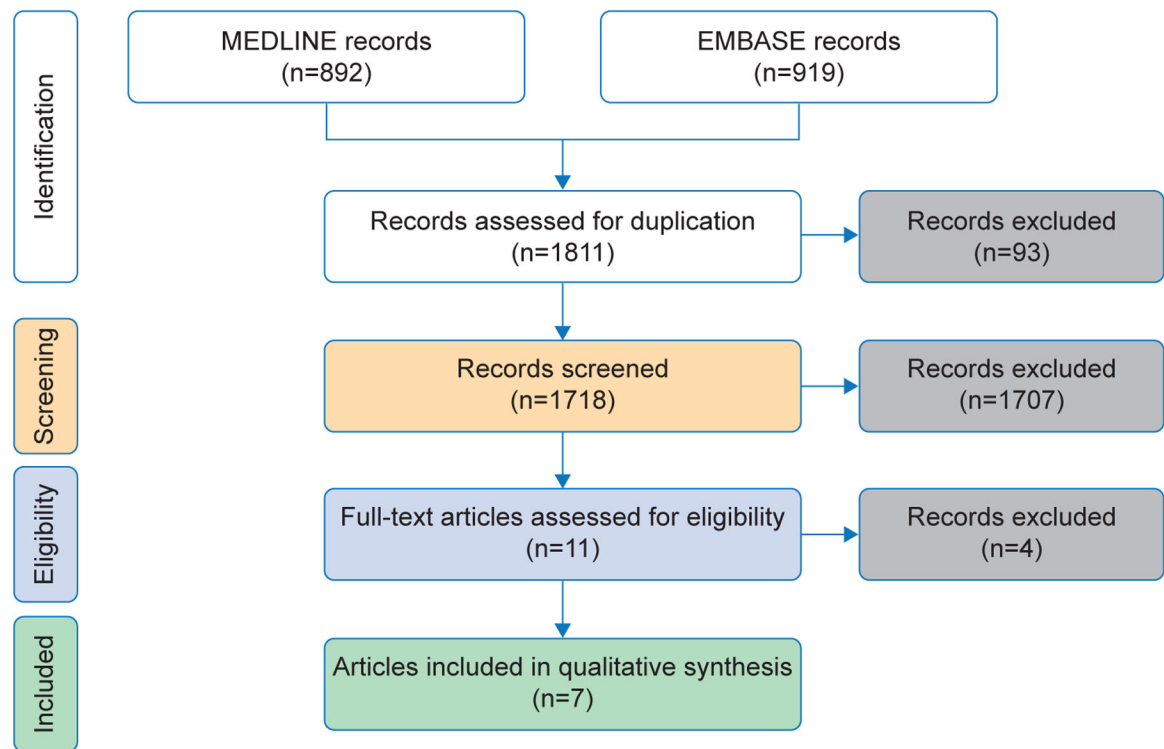 Identification
MEDLINE records
(n=892)
EMBASE records
(n=919)
Records assessed for duplication
(n=1811)
Records excluded
(n=93)
Screening
Records screened
(n=1718)
Records excluded
(n=1707)
Eligibility
Full-text articles assessed for eligibility
(n=11)
Records excluded
(n=4)
Included
Articles included in qualitative synthesis
(n=7)